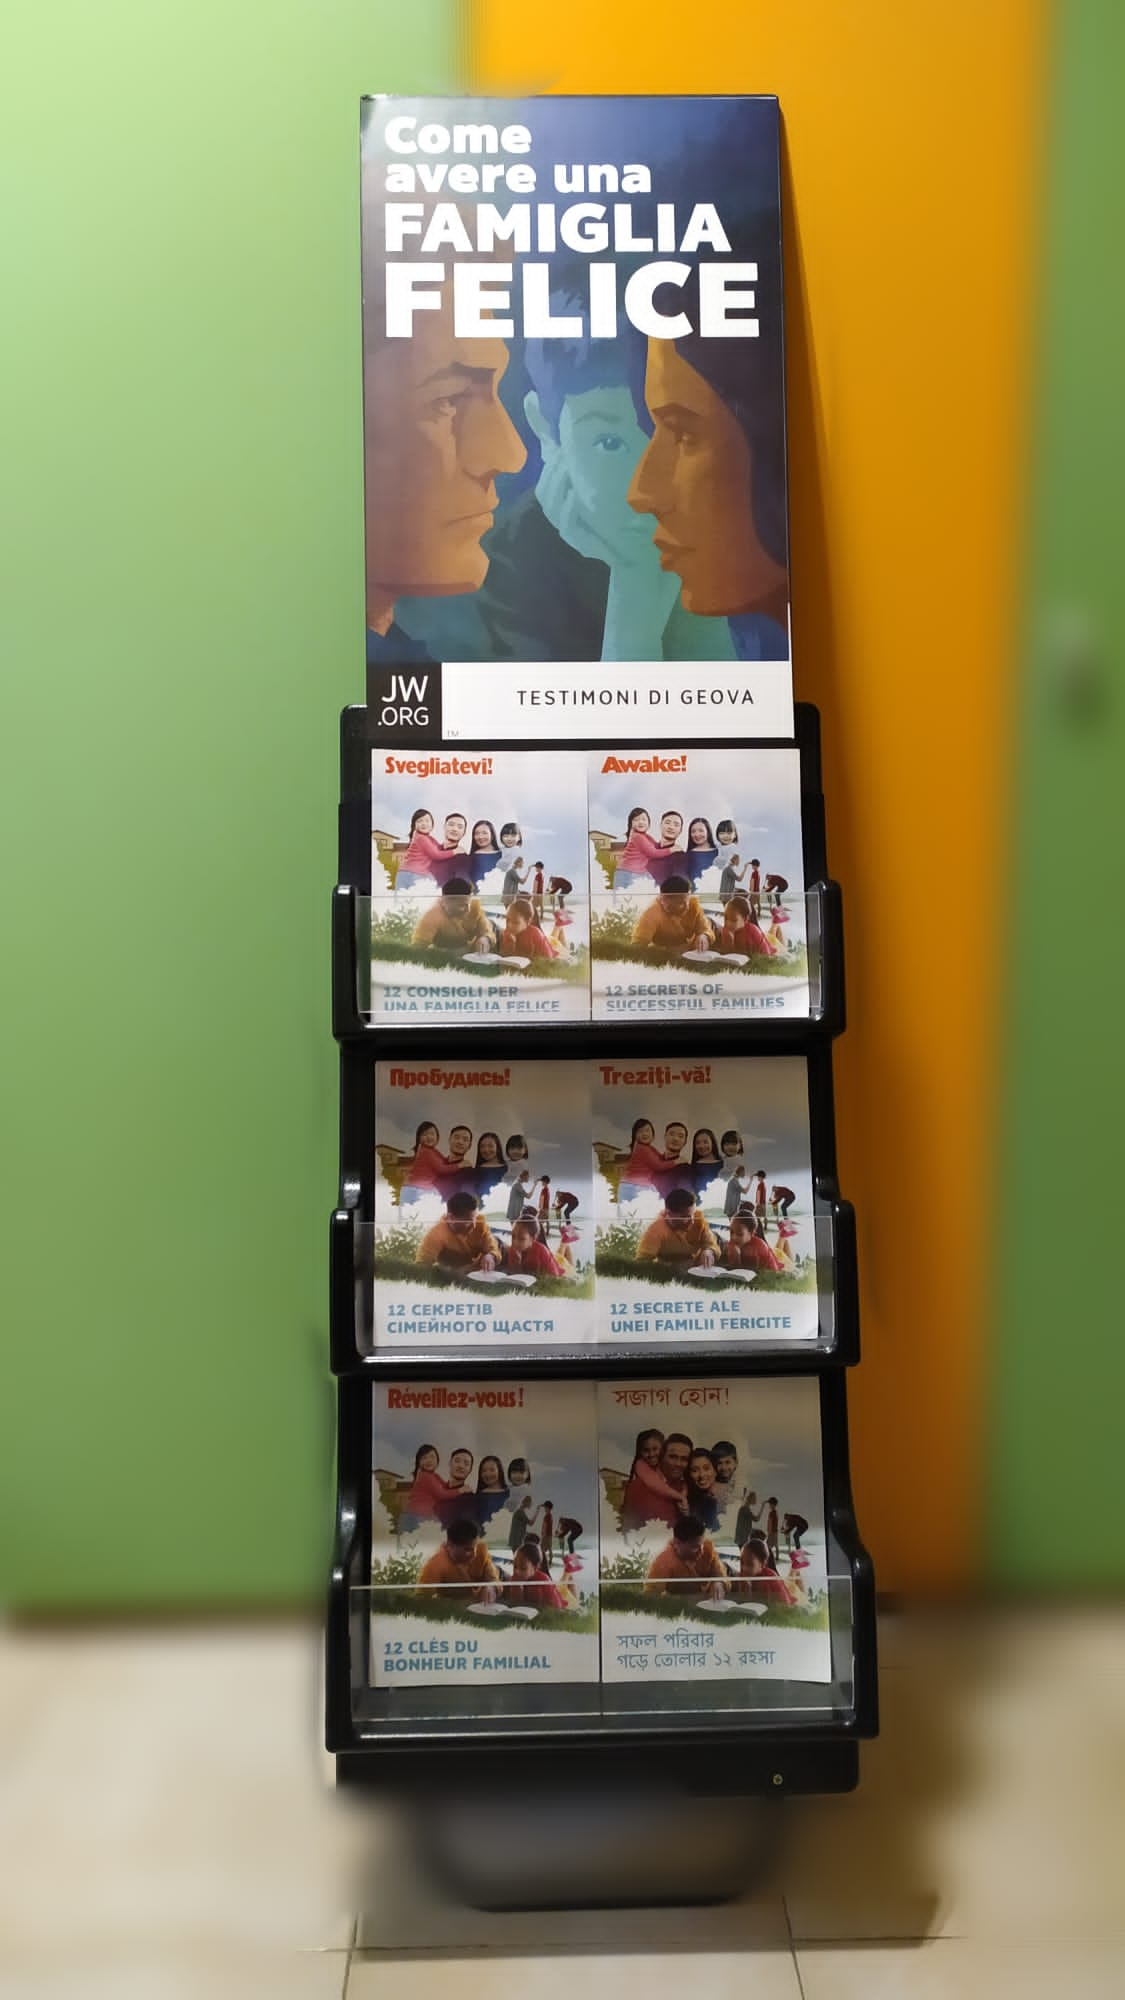 Come
avere una
FAMIGLIA
FELICE
JW
.ORG
TM
TESTIMONI DI GEOVA
Svegliatevi!
12 CONSIGLI PER
UNA FAMIGLIA FELICE
Awake!
12 SECRETS OF
SUCCESSFUL FAMILIES
Пробудись!
12 СЕКРЕТІВ
СІМЕЙНОГО ЩАСТЯ
Treziți-vă!
12 SECRETE ALE
UNEI FAMILII FERICITE
Réveillez-vous!
12 CLÉS DU
BONHEUR FAMILIAL
সজাগ হোন!
সফল পরিবার
গড়ে তোলার ১২ রহস্য